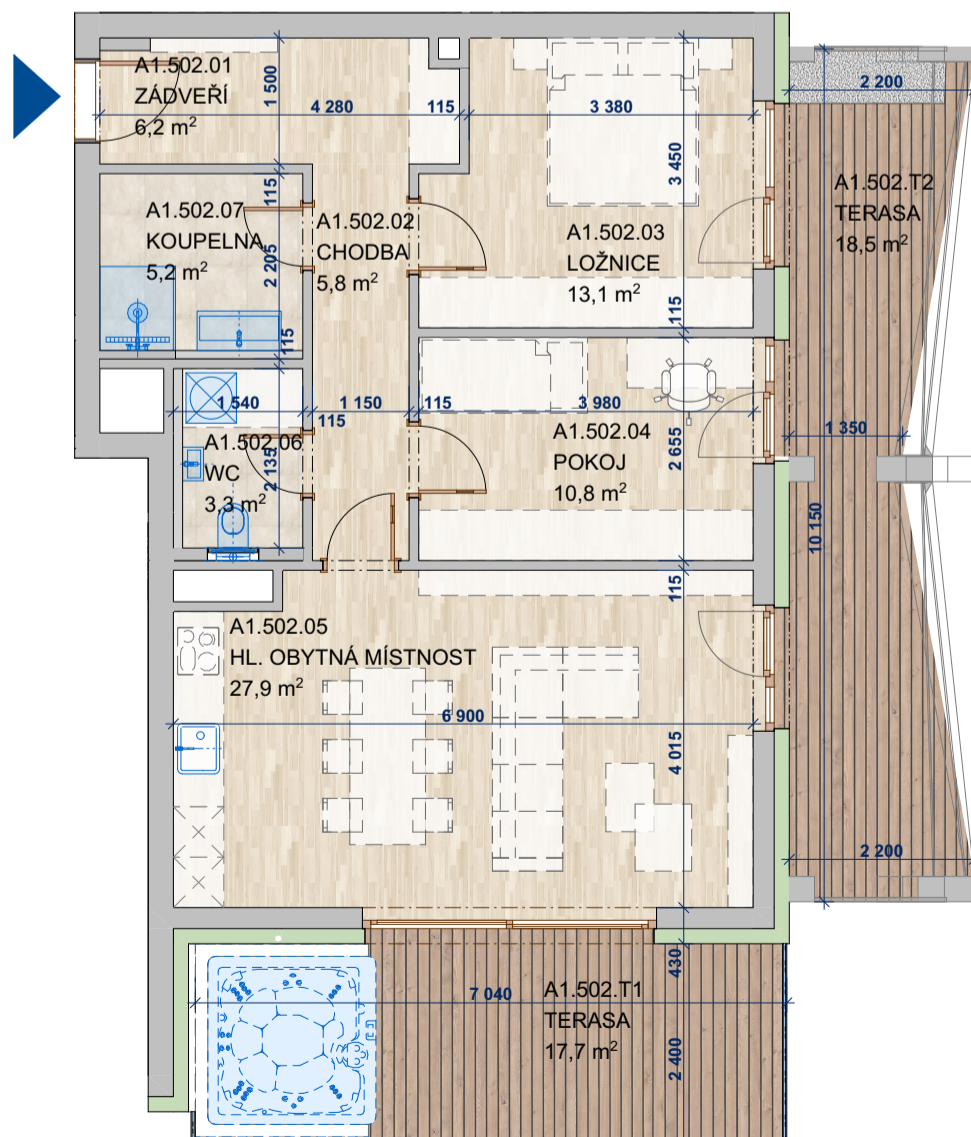 A1.502.01
ZÁDVEŘÍ
6,2 m²
1 500
4 280
115
3 380
2 200
3 450
A1.502.T2
TERASA
18,5 m²
115
A1.502.07
KOUPELNA
5,2 m²
2 205
115
A1.502.02
CHODBA
5,8 m²
A1.502.03
LOŽNICE
13,1 m²
115
1 540
115
1 150
115
3 980
1 350
A1.502.06
WC
3,3 m²
2 135
A1.502.04
POKOJ
10,8 m²
2 655
10 150
115
A1.502.05
HL. OBYTNÁ MÍSTNOST
27,9 m²
6 900
4 015
2 200
430
7 040
A1.502.T1
TERASA
17,7 m²
2 400